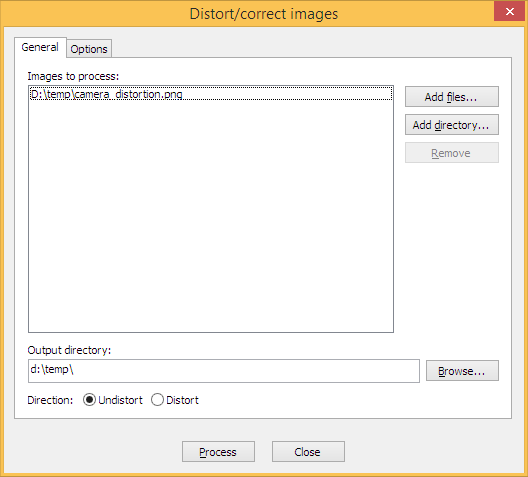 Distort/correct images
General Options
Images to process:
D:\temp\camera_distortion.png
Add files...
Add directory...
Remove
Output directory:
d:\temp\
Browse...
Direction: Undistort Distort
Process Close